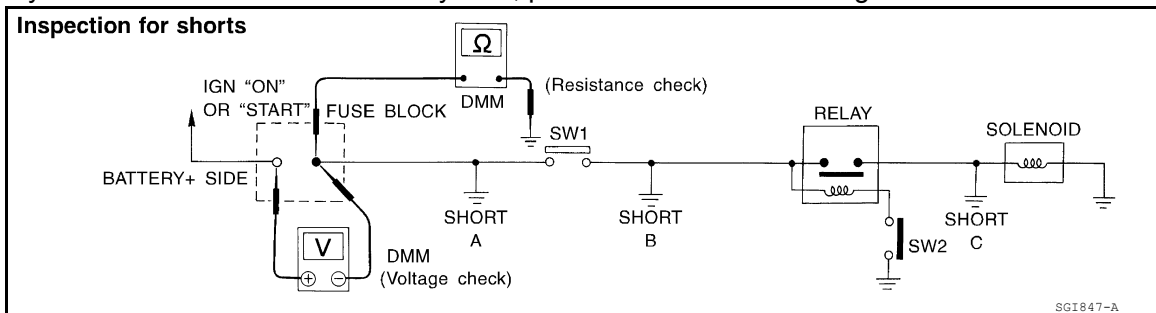 Inspection for shorts
Ω
IGN “ON”
OR “START”
FUSE BLOCK
DMM
(Resistance check)
SW1
RELAY
SOLENOID
BATTERY+ SIDE
SHORT
A
SHORT
B
SHORT
C
SW2
V
+
−
DMM
(Voltage check)
SGI847-A